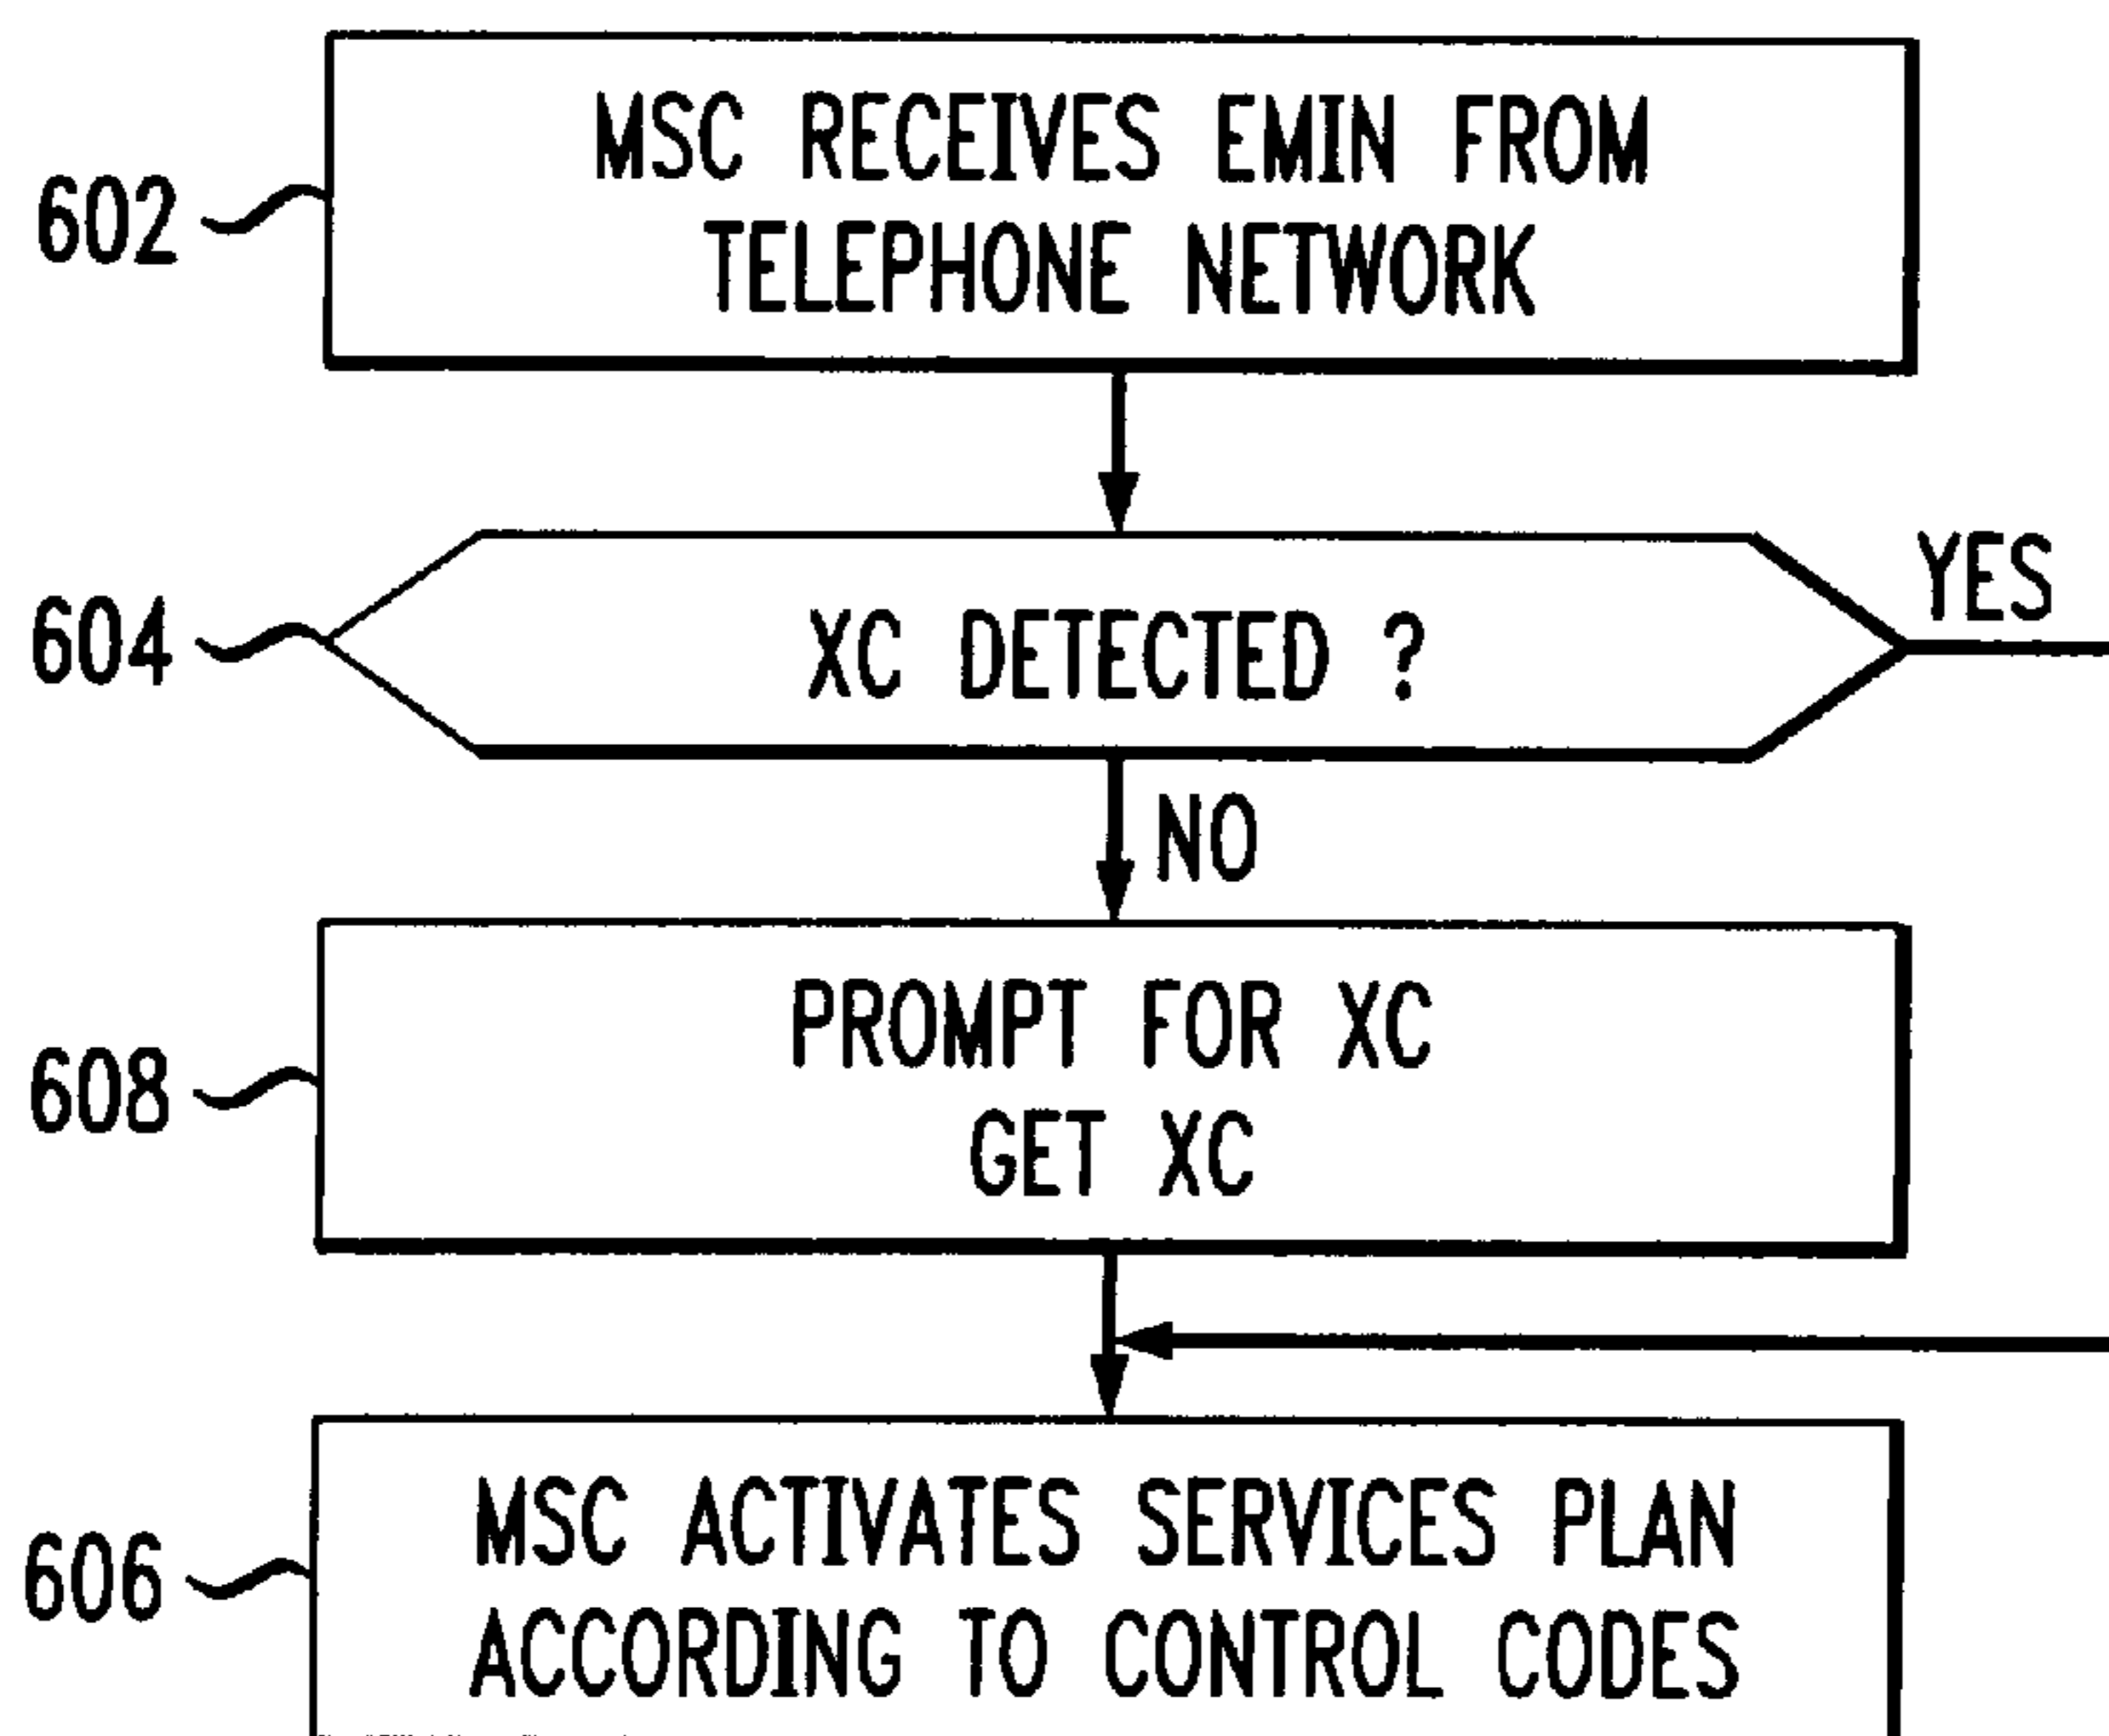 602
MSC RECEIVES EMIN FROM
TELEPHONE NETWORK
604
XC DETECTED ?
YES
NO
608
PROMPT FOR XC
GET XC
606
MSC ACTIVATES SERVICES PLAN
ACCORDING TO CONTROL CODES